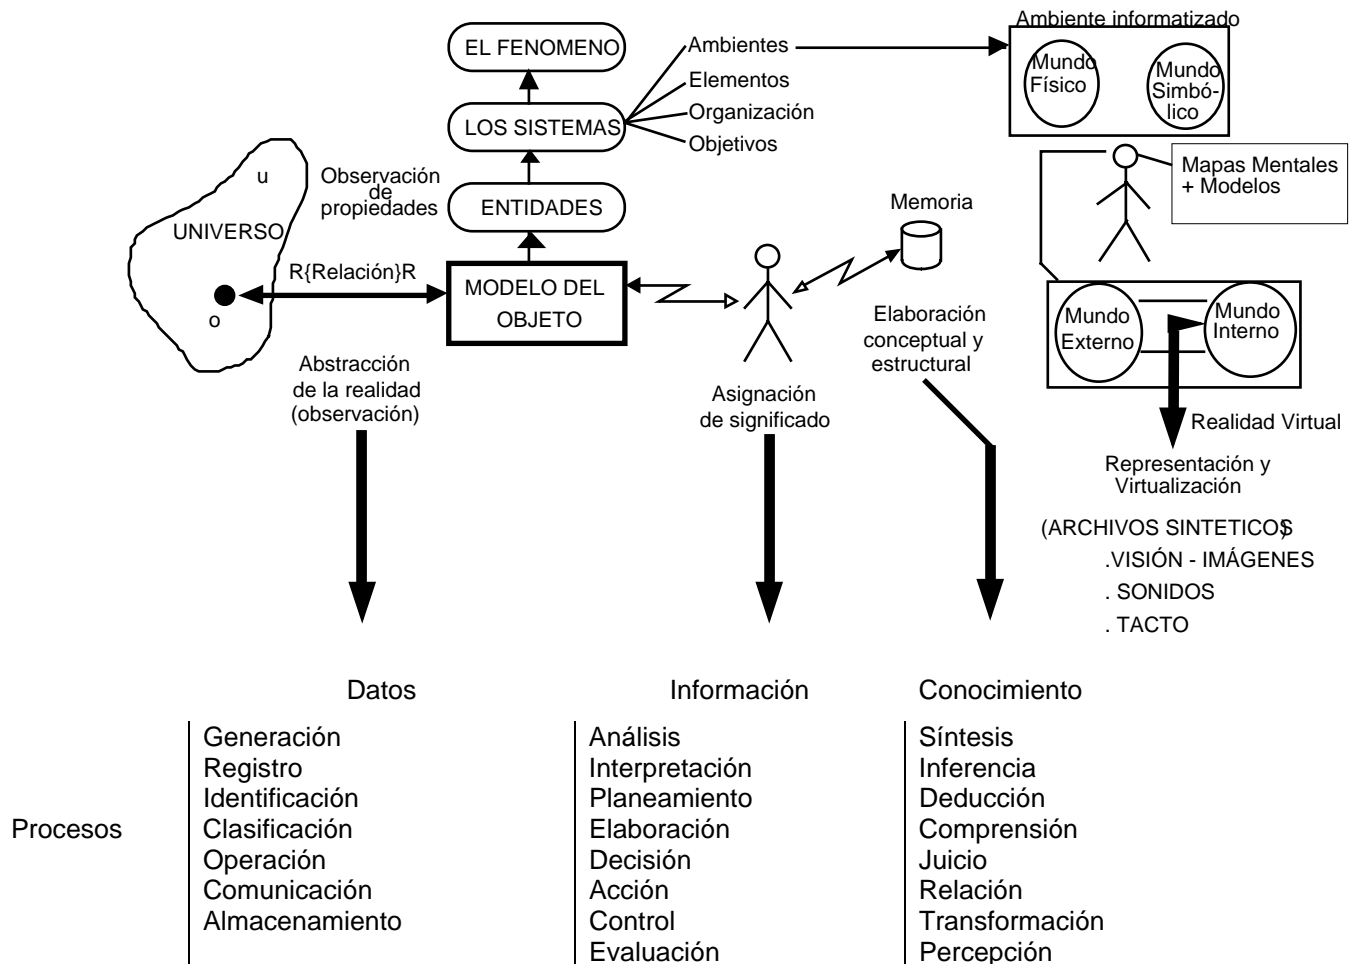 Ambiente informatizado
EL FENOMENO
Ambientes
Elementos
Organización
Objetivos
LOS SISTEMAS
Mundo
Físico
Mundo
Simbó-
lico
Mapas Mentales
+ Modelos
u
UNIVERSO
Observación
de
propiedades
ENTIDADES
Memoria
R{Relación}R
o
MODELO DEL
OBJETO
Elaboración
conceptual y
estructural
Mundo
Externo
Mundo
Interno
Abstracción
de la realidad
(observación)
Asignación
de significado
Realidad Virtual
Representación y
Virtualización
(ARCHIVOS SINTETICOS)
.VISIÓN - IMÁGENES
. SONIDOS
. TACTO
Datos
Información
Conocimiento
Procesos
Generación
Registro
Identificación
Clasificación
Operación
Comunicación
Almacenamiento
Análisis
Interpretación
Planeamiento
Elaboración
Decisión
Acción
Control
Evaluación
Síntesis
Inferencia
Deducción
Comprensión
Juicio
Relación
Transformación
Percepción